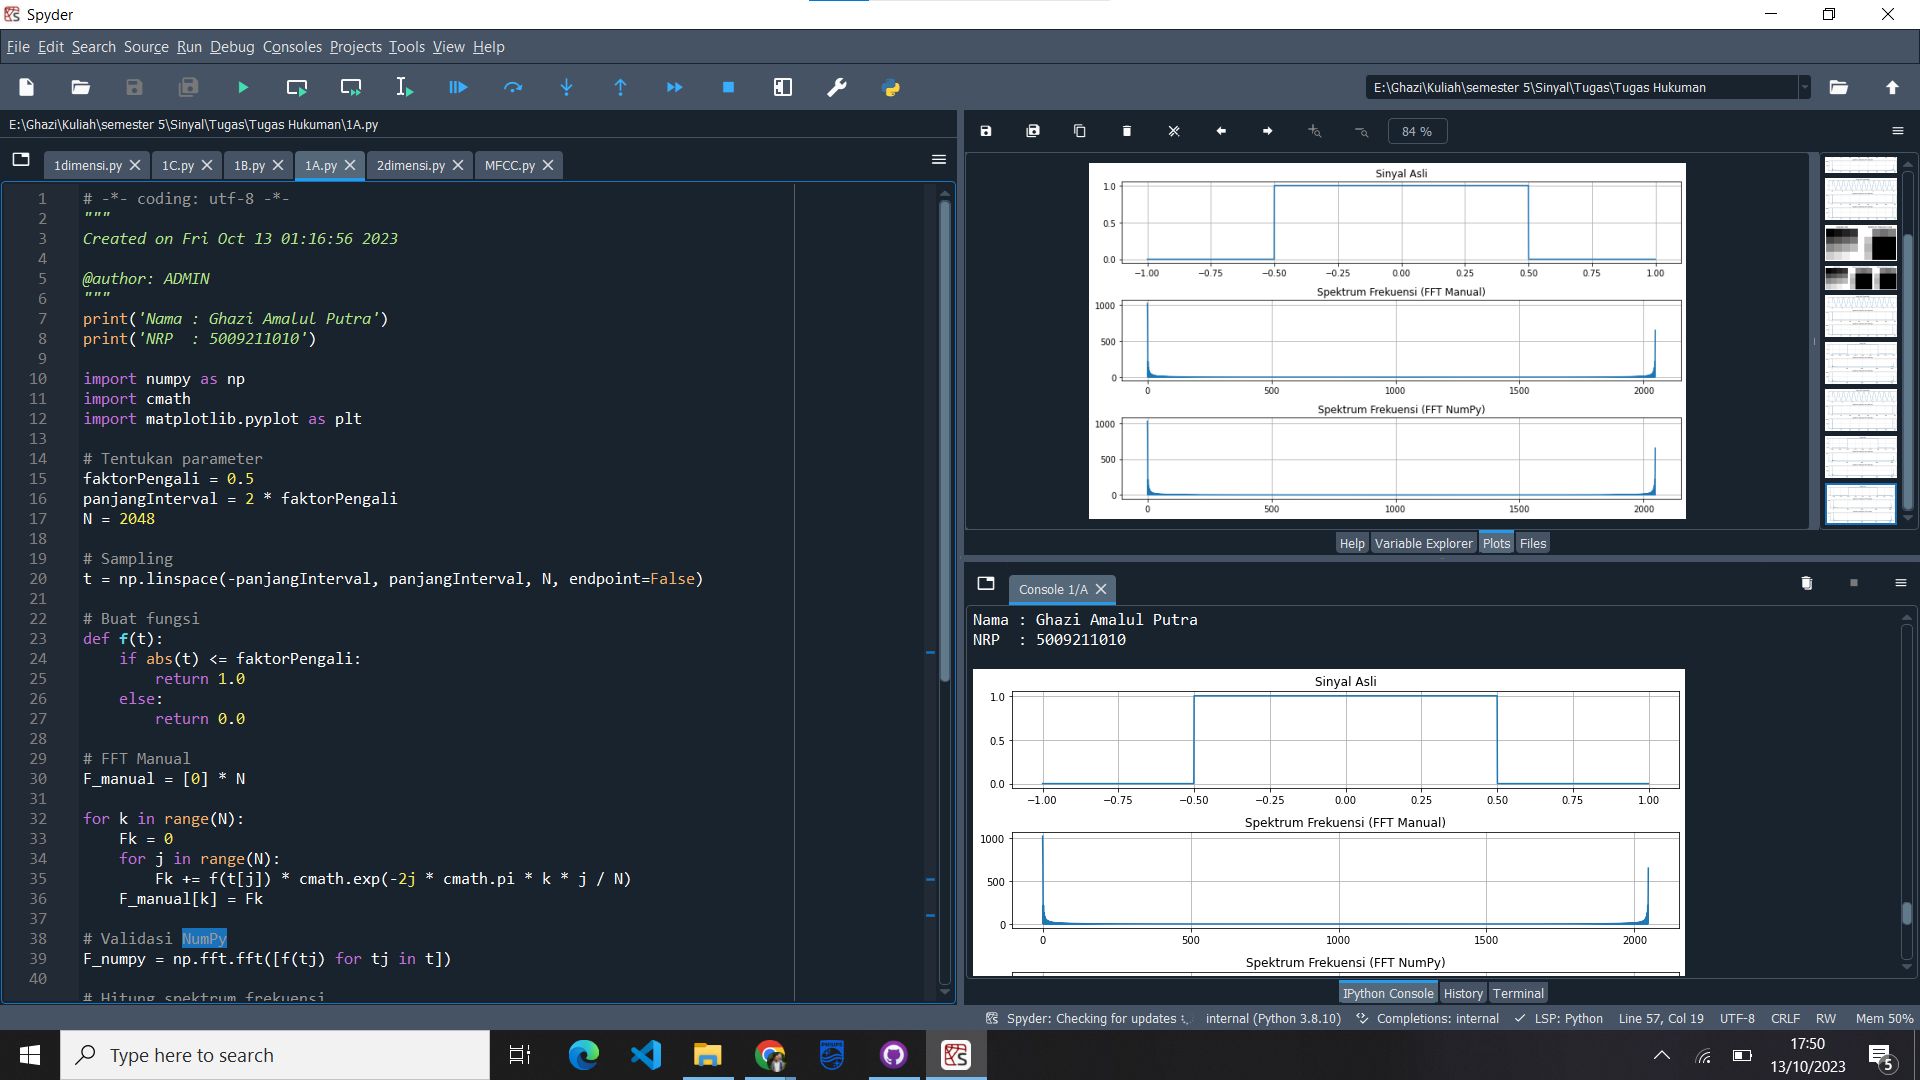 Spyder
File Edit Search Source Run Debug Consoles Projects Tools View Help
E:\Ghazi\Kuliah\semester 5\Sinyal\Tugas\Tugas Hukuman
E:\Ghazi\Kuliah\semester 5\Sinyal\Tugas\Tugas Hukuman\1A.py
1dimensi.py 1C.py 1B.py 1A.py 2dimensi.py MFCC.py
1 # -*- coding: utf-8 -*-
2 """
3 Created on Fri Oct 13 01:16:56 2023
4
5 @author: ADMIN
6 """
7 print('Nama : Ghazi Amalul Putra')
8 print('NRP  : 5009211010')
9
10 import numpy as np
11 import cmath
12 import matplotlib.pyplot as plt
13
14 # Tentukan parameter
15 faktorPengali = 0.5
16 panjangInterval = 2 * faktorPengali
17 N = 2048
18
19 # Sampling
20 t = np.linspace(-panjangInterval, panjangInterval, N, endpoint=False)
21
22 # Buat fungsi
23 def f(t):
24     if abs(t) <= faktorPengali:
25         return 1.0
26     else:
27         return 0.0
28
29 # FFT Manual
30 F_manual = [0] * N
31
32 for k in range(N):
33     Fk = 0
34     for j in range(N):
35         Fk += f(t[j]) * cmath.exp(-2j * cmath.pi * k * j / N)
36     F_manual[k] = Fk
37
38 # Validasi NumPy
39 F_numpy = np.fft.fft([f(tj) for tj in t])
40
# Hitung spektrum frekuensi
84 %
Sinyal Asli
1.0
0.5
0.0
−1.00 −0.75 −0.50 −0.25 0.00 0.25 0.50 0.75 1.00
Spektrum Frekuensi (FFT Manual)
1000
500
0
0 500 1000 1500 2000
Spektrum Frekuensi (FFT NumPy)
1000
500
0
0 500 1000 1500 2000
Help Variable Explorer Plots Files
Console 1/A
Nama : Ghazi Amalul Putra
NRP  : 5009211010
Sinyal Asli
1.0
0.5
0.0
−1.00 −0.75 −0.50 −0.25 0.00 0.25 0.50 0.75 1.00
Spektrum Frekuensi (FFT Manual)
1000
500
0
0 500 1000 1500 2000
Spektrum Frekuensi (FFT NumPy)
IPython Console History Terminal
Spyder: Checking for updates internal (Python 3.8.10) Completions: internal LSP: Python Line 57, Col 19 UTF-8 CRLF RW Mem 50%
Type here to search
17:50
13/10/2023
5